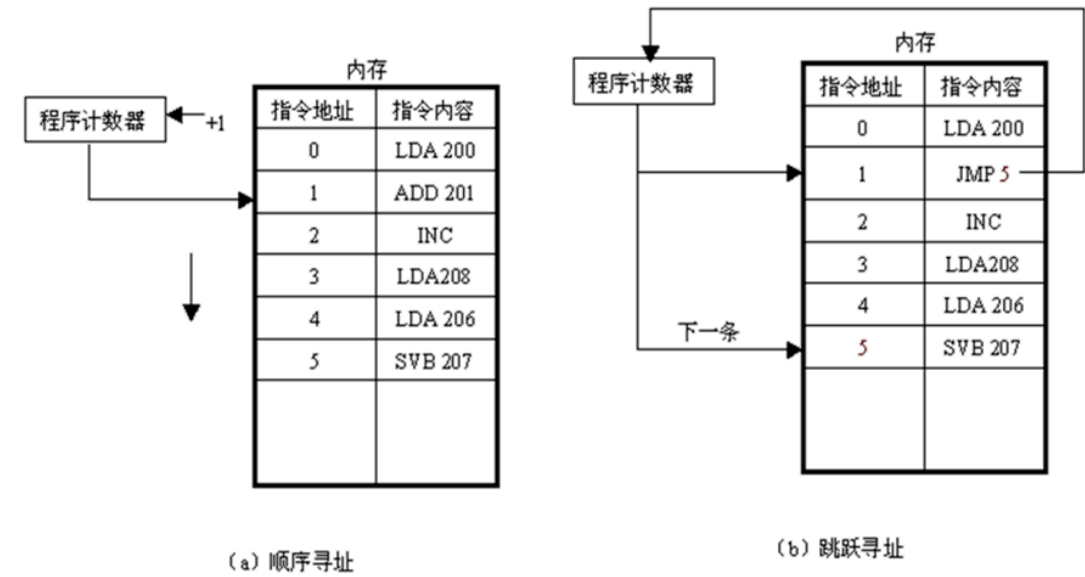 内存
程序计数器
+1
指令地址 指令内容
0 LDA 200
1 ADD 201
2 INC
3 LDA208
4 LDA 206
5 SVB 207
(a) 顺序寻址
内存
程序计数器
指令地址 指令内容
0 LDA 200
1 JMP 5
2 INC
3 LDA208
4 LDA 206
下一条
5 SVB 207
(b) 跳跃寻址